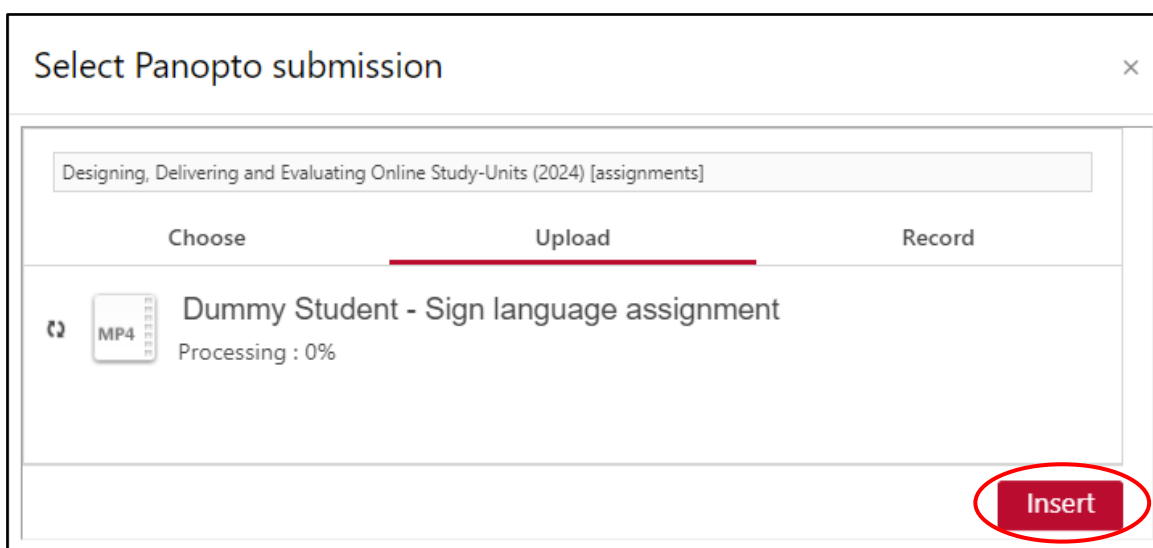 Select Panopto submission
×
Designing, Delivering and Evaluating Online Study-Units (2024) [assignments]
Choose Upload Record
Dummy Student - Sign language assignment
MP4
Processing : 0%
Insert